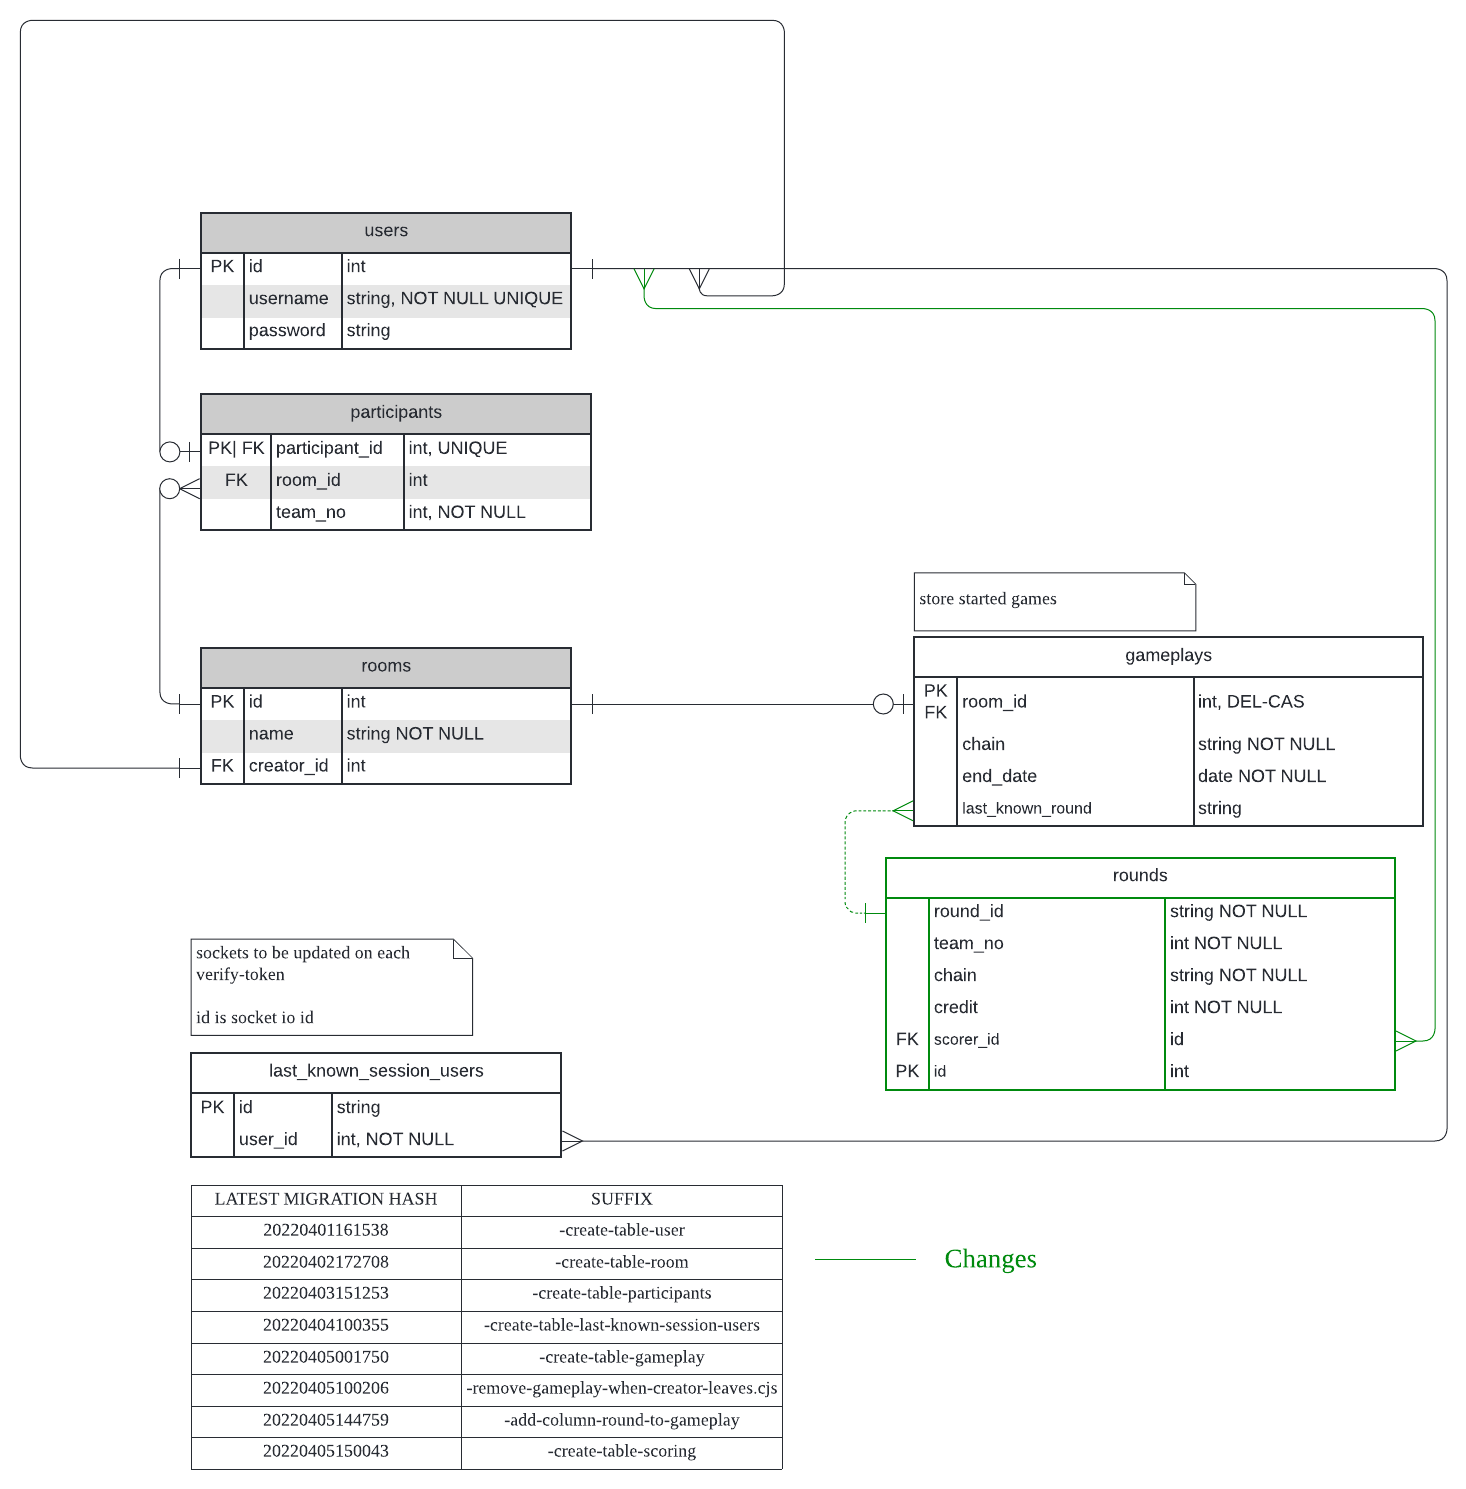 users
PK id int
username string, NOT NULL UNIQUE
password string
participants
PK| FK participant_id int, UNIQUE
FK room_id int
team_no int, NOT NULL
store started games
gameplays
PK
FK room_id int, DEL-CAS
chain string NOT NULL
end_date date NOT NULL
last_known_round string
rooms
PK id int
name string NOT NULL
FK creator_id int
rounds
round_id string NOT NULL
team_no int NOT NULL
chain string NOT NULL
credit int NOT NULL
FK scorer_id id
PK id int
sockets to be updated on each
verify-token
id is socket io id
last_known_session_users
PK id string
user_id int, NOT NULL
LATEST MIGRATION HASH SUFFIX
20220401161538 -create-table-user
20220402172708 -create-table-room
20220403151253 -create-table-participants
20220404100355 -create-table-last-known-session-users
20220405001750 -create-table-gameplay
20220405100206 -remove-gameplay-when-creator-leaves.cjs
20220405144759 -add-column-round-to-gameplay
20220405150043 -create-table-scoring
Changes